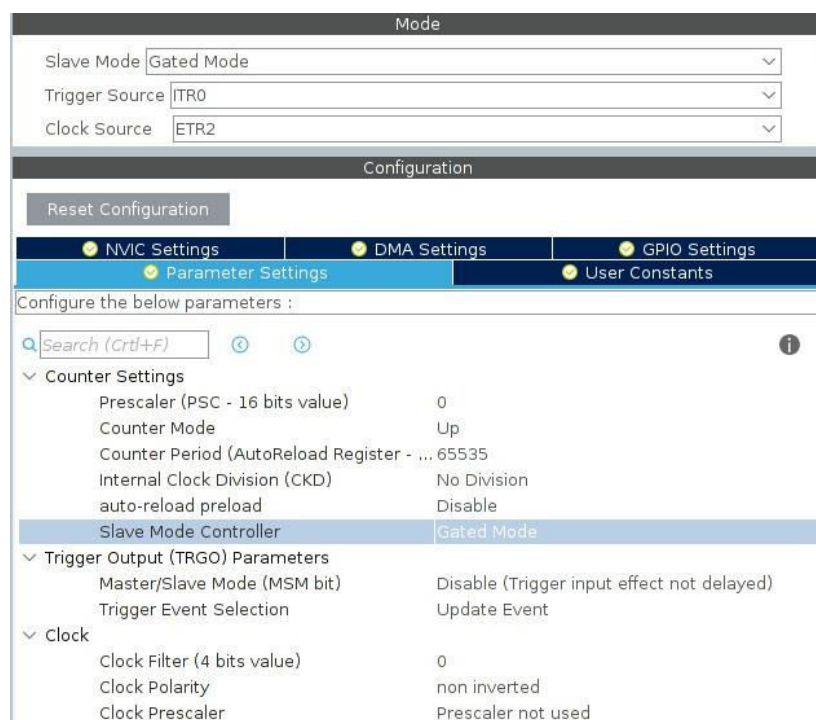 Mode
Slave Mode Gated Mode
Trigger Source ITR0
Clock Source ETR2
Configuration
Reset Configuration
NVIC Settings DMA Settings GPIO Settings
Parameter Settings User Constants
Configure the below parameters :
Search (Crtl+F)
Counter Settings
Prescaler (PSC - 16 bits value) 0
Counter Mode Up
Counter Period (AutoReload Register - ... 65535
Internal Clock Division (CKD) No Division
auto-reload preload Disable
Slave Mode Controller Gated Mode
Trigger Output (TRGO) Parameters
Master/Slave Mode (MSM bit) Disable (Trigger input effect not delayed)
Trigger Event Selection Update Event
Clock
Clock Filter (4 bits value) 0
Clock Polarity non inverted
Clock Prescaler Prescaler not used